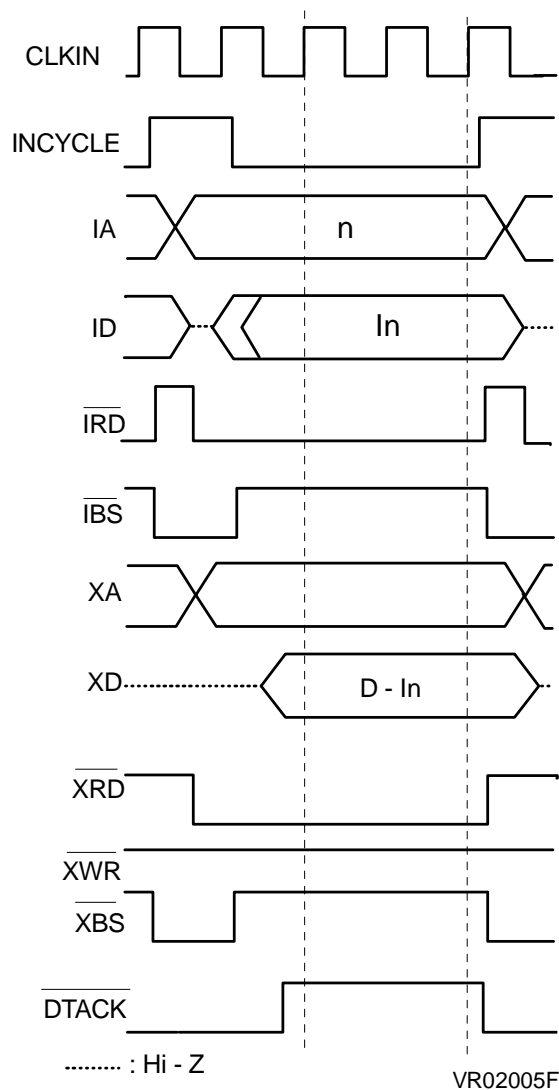 CLKIN
INCYCLE
IA
n
ID
In
IRD
IBS
XA
XD
D - In
XRD
XWR
XBS
DTACK
: Hi - Z
VR02005F